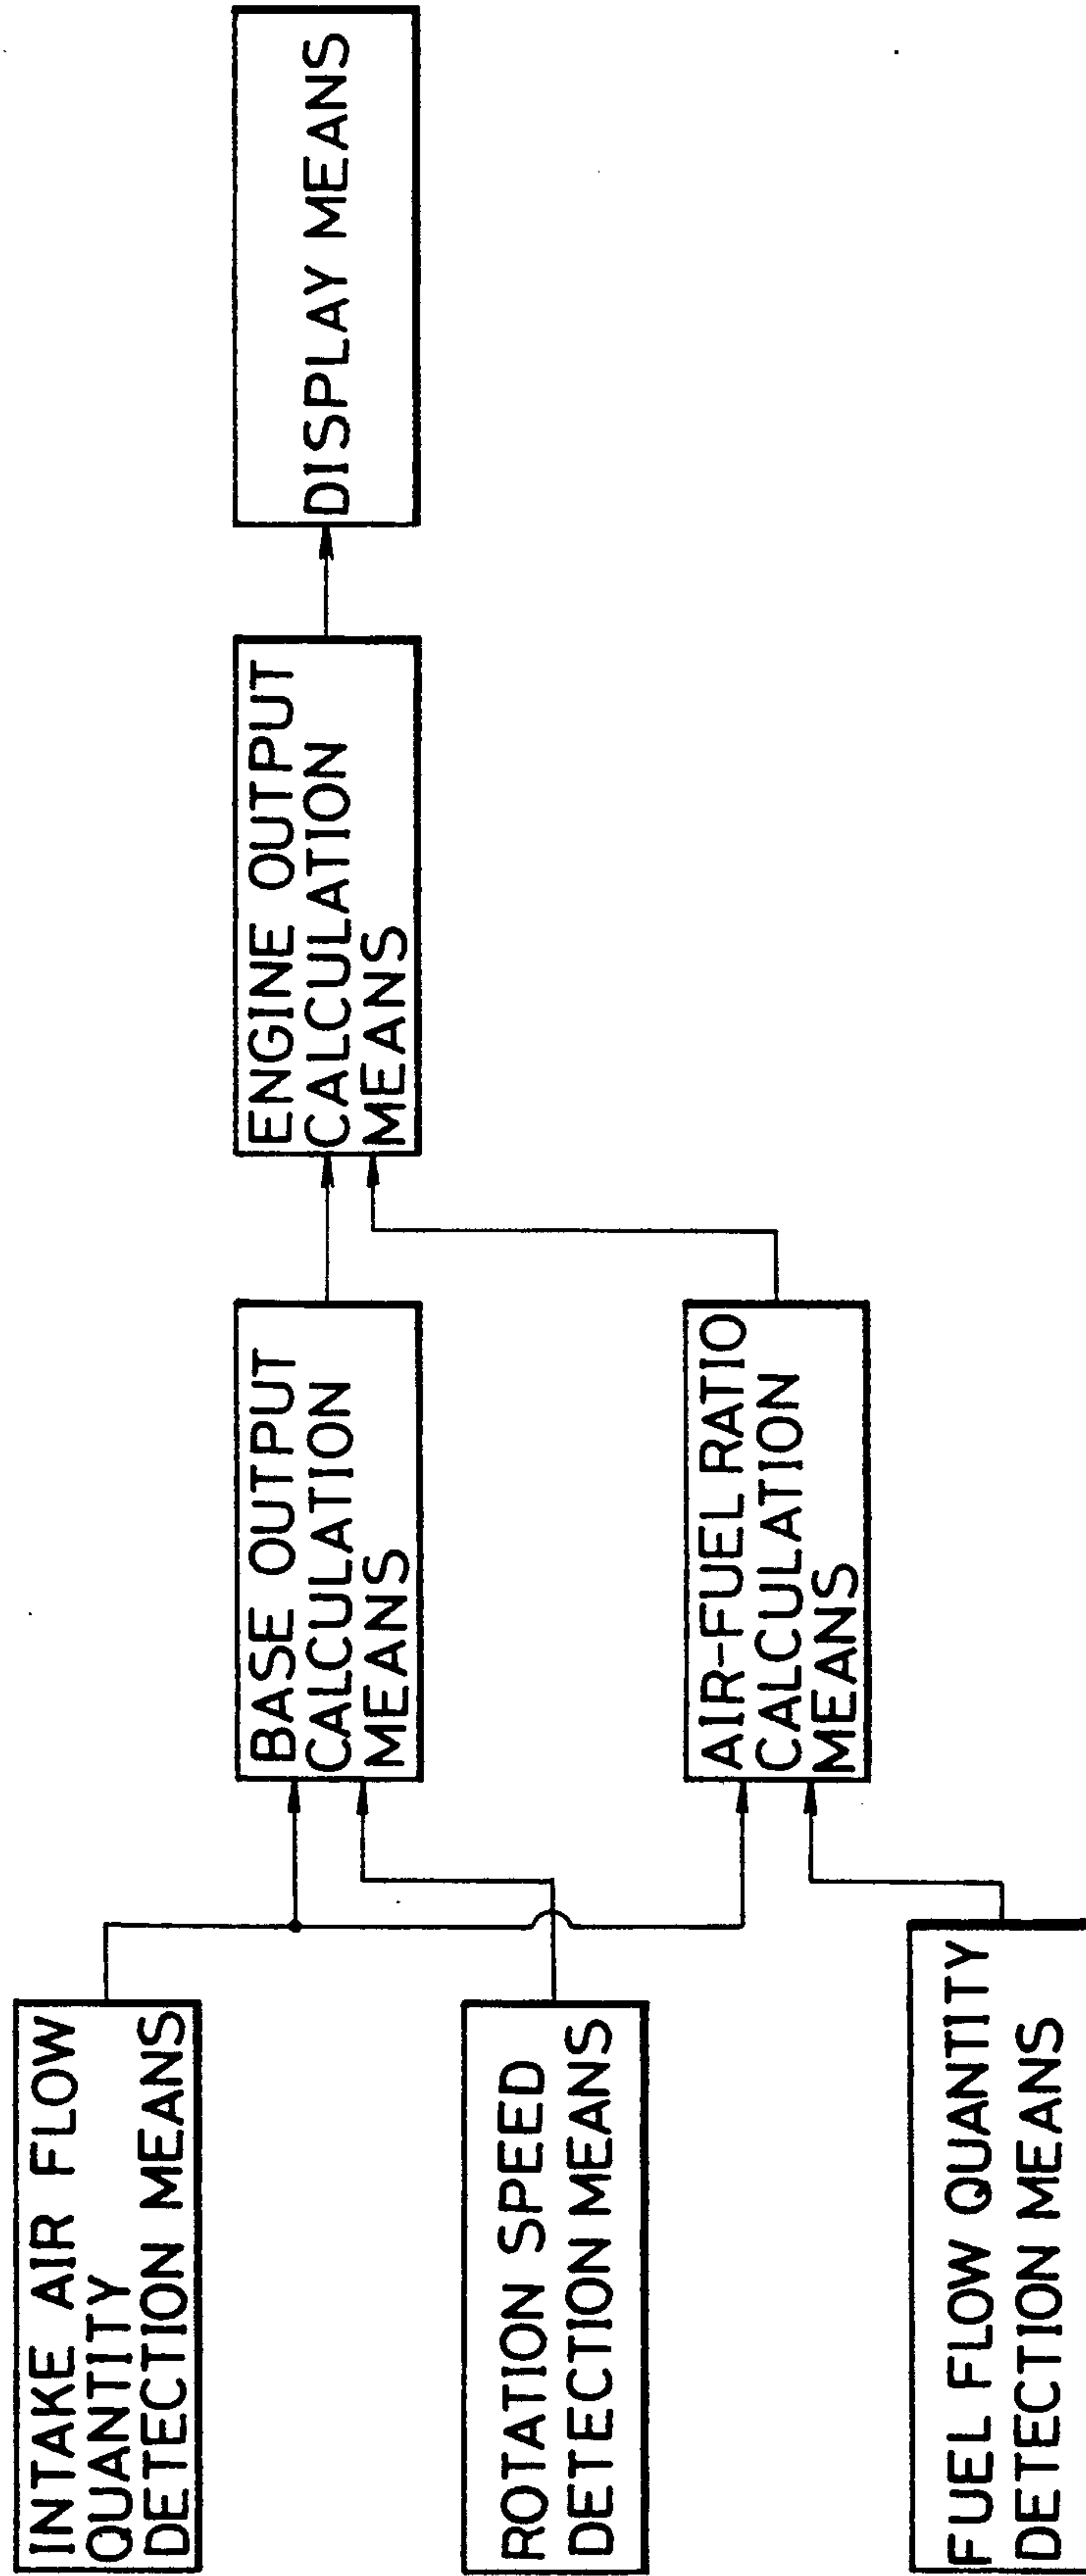 INTAKE AIR FLOW
QUANTITY
DETECTION MEANS
ROTATION SPEED
DETECTION MEANS
FUEL FLOW QUANTITY
DETECTION MEANS
BASE OUTPUT
CALCULATION
MEANS
AIR-FUEL RATIO
CALCULATION
MEANS
ENGINE OUTPUT
CALCULATION
MEANS
DISPLAY MEANS